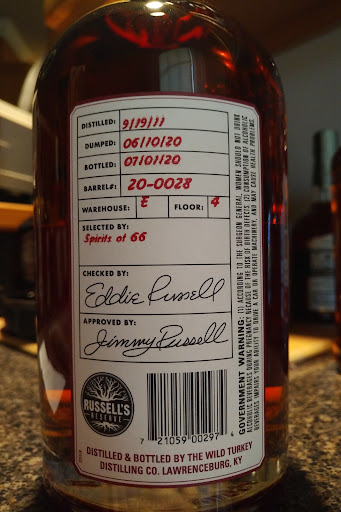 DISTILLED: 9/19/11
DUMPED: 06/10/20
BOTTLED: 07/01/20
BARREL#: 20-0028
WAREHOUSE: E FLOOR: 4
SELECTED BY:
Spirits of 66
CHECKED BY:
Eddie Russell
APPROVED BY:
Jimmy Russell
RUSSELL'S
RESERVE
7 21059 00297 4
DISTILLED & BOTTLED BY THE WILD TURKEY
DISTILLING CO. LAWRENCEBURG, KY
GOVERNMENT WARNING: (1) ACCORDING TO THE SURGEON GENERAL, WOMEN SHOULD NOT DRINK
ALCOHOLIC BEVERAGES DURING PREGNANCY BECAUSE OF THE RISK OF BIRTH DEFECTS. (2) CONSUMPTION OF ALCOHOLIC
BEVERAGES IMPAIRS YOUR ABILITY TO DRIVE A CAR OR OPERATE MACHINERY, AND MAY CAUSE HEALTH PROBLEMS.